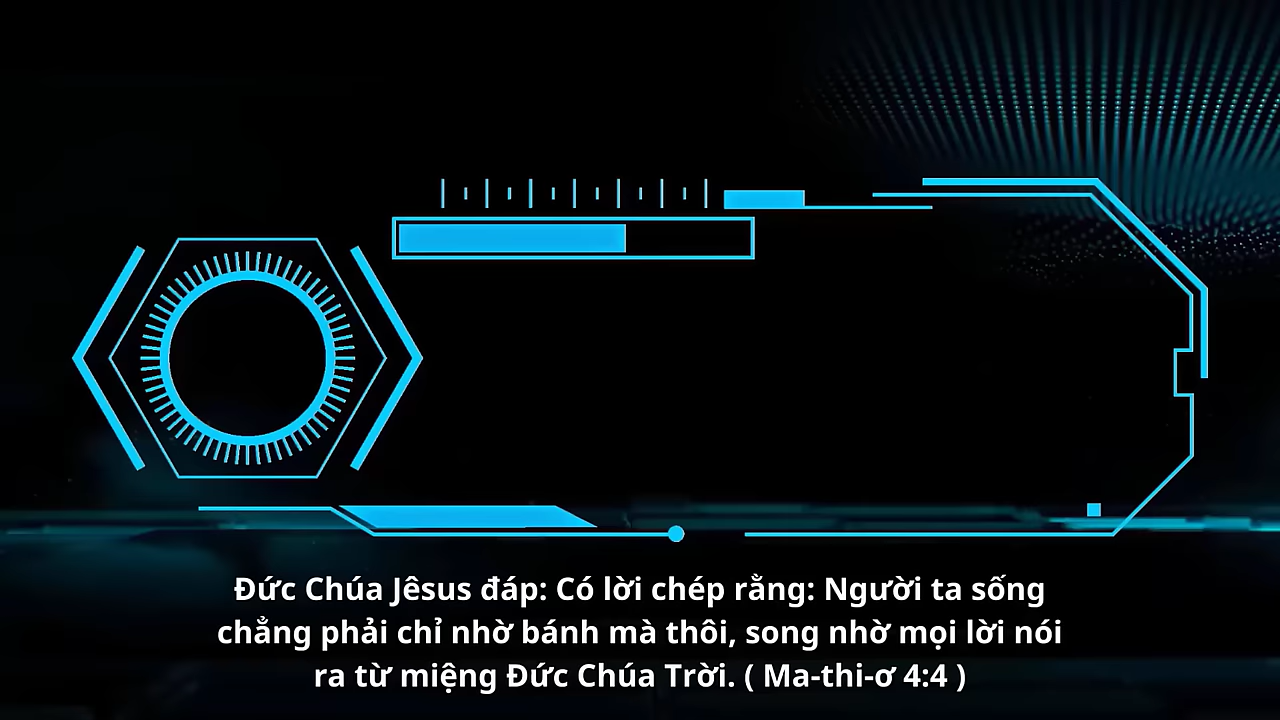 Đức Chúa Jêsus đáp: Có lời chép rằng: Người ta sống
chẳng phải chỉ nhờ bánh mà thôi, song nhờ mọi lời nói
ra từ miệng Đức Chúa Trời. ( Ma-thi-ơ 4:4 )